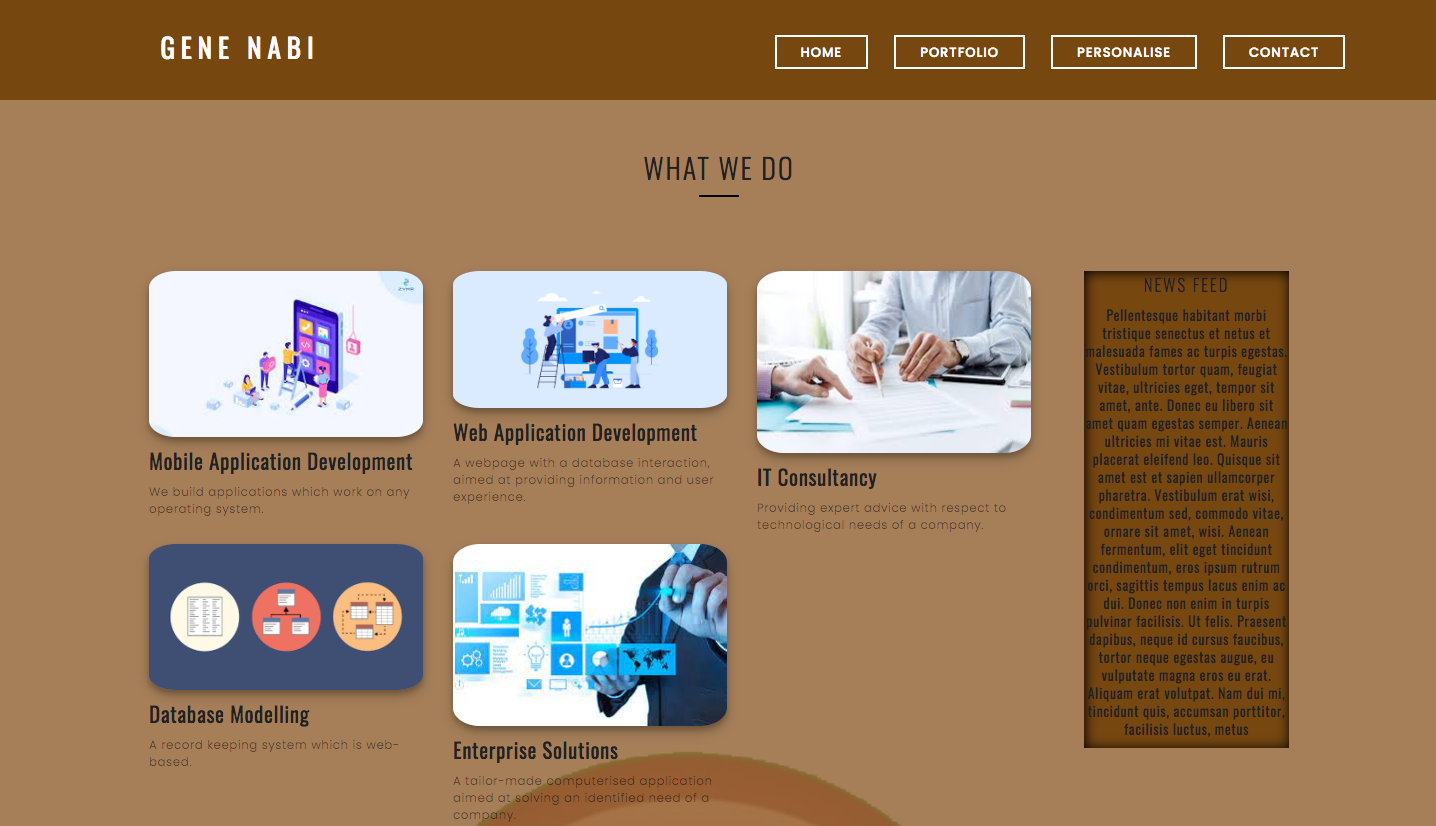 GENE NABI
HOME
PORTFOLIO
PERSONALISE
CONTACT
WHAT WE DO
Mobile Application Development
We build applications which work on any
operating system.
Web Application Development
A webpage with a database interaction,
aimed at providing information and user
experience.
IT Consultancy
Providing expert advice with respect to
technological needs of a company.
Database Modelling
A record keeping system which is web-
based.
Enterprise Solutions
A tailor-made computerised application
aimed at solving an identified need of a
company.
NEWS FEED
Pellentesque habitant morbi
tristique senectus et netus et
malesuada fames ac turpis egestas.
Vestibulum tortor quam, feugiat
vitae, ultricies eget, tempor sit
amet, ante. Donec eu libero sit
amet quam egestas semper. Aenean
ultricies mi vitae est. Mauris
placerat eleifend leo. Quisque sit
amet est et sapien ullamcorper
pharetra. Vestibulum erat wisi,
condimentum sed, commodo vitae,
ornare sit amet, wisi. Aenean
fermentum, elit eget tincidunt
condimentum, eros ipsum rutrum
orci, sagittis tempus lacus enim ac
dui. Donec non enim in turpis
pulvinar facilisis. Ut felis. Praesent
dapibus, neque id cursus faucibus,
tortor neque egestas augue, eu
vulputate magna eros eu erat.
Aliquam erat volutpat. Nam dui mi,
tincidunt quis, accumsan porttitor,
facilisis luctus, metus